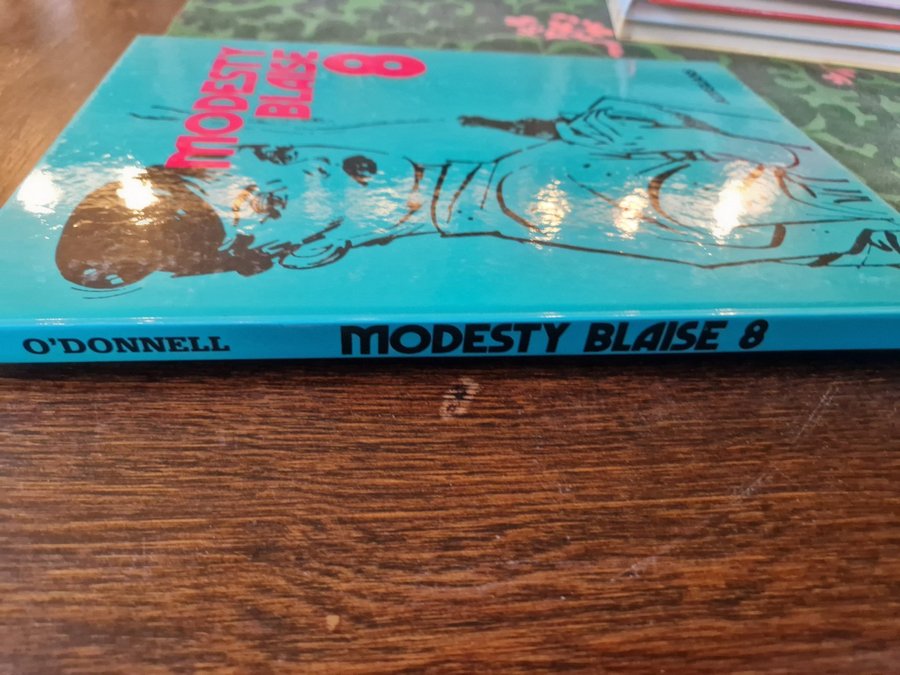 MODESTY
BLAISE
8
O'DONNELL MODESTY BLAISE 8